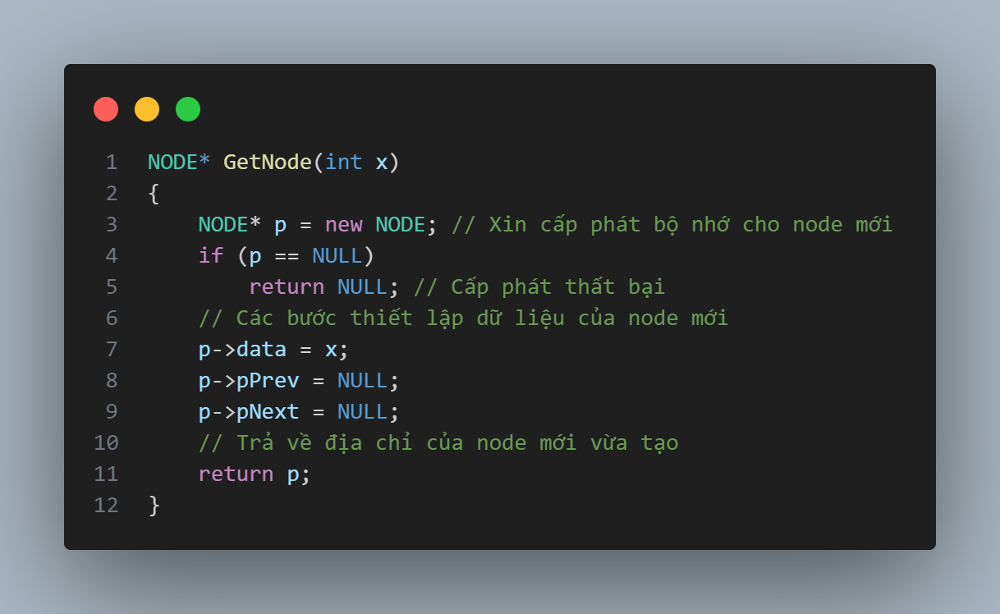 1 NODE* GetNode(int x)
2 {
3     NODE* p = new NODE; // Xin cấp phát bộ nhớ cho node mới
4     if (p == NULL)
5         return NULL; // Cấp phát thất bại
6     // Các bước thiết lập dữ liệu của node mới
7     p->data = x;
8     p->pPrev = NULL;
9     p->pNext = NULL;
10     // Trả về địa chỉ của node mới vừa tạo
11     return p;
12 }